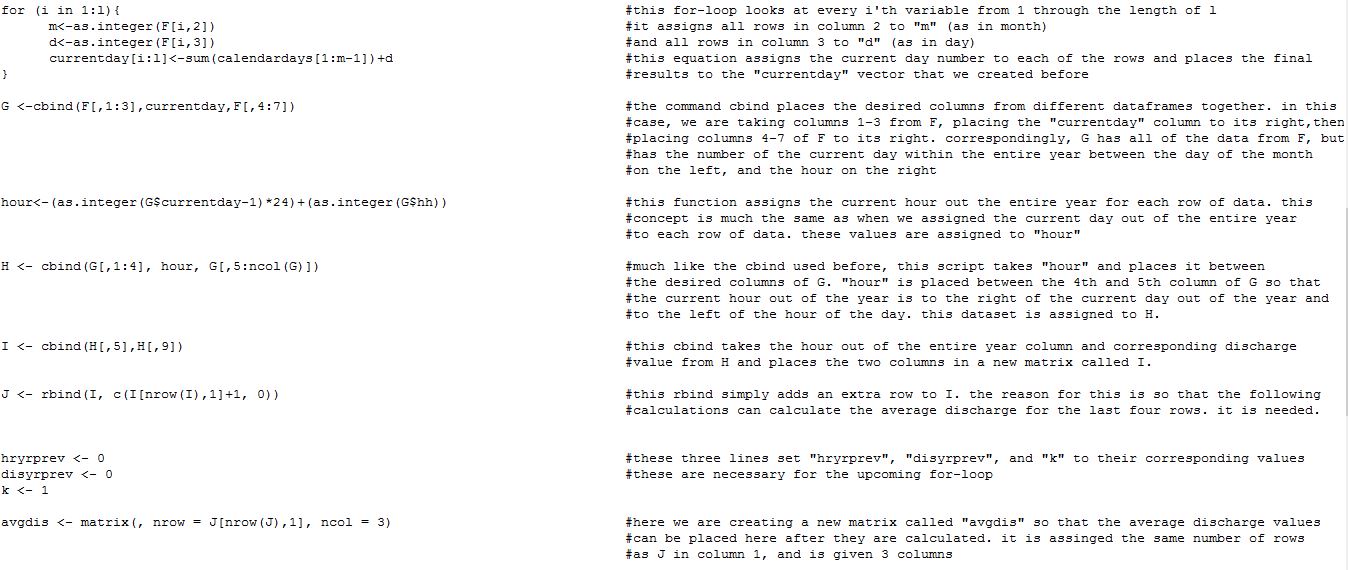 for (i in 1:l){ #this for-loop looks at every i'th variable from 1 through the length of l
m<-as.integer(F[i,2]) #it assigns all rows in column 2 to "m" (as in month)
d<-as.integer(F[i,3]) #and all rows in column 3 to "d" (as in day)
currentday[i:l]<-sum(calendardays[1:m-1])+d #this equation assigns the current day number to each of the rows and places the final
} #results to the "currentday" vector that we created before
G <-cbind(F[,1:3],currentday,F[,4:7]) #the command cbind places the desired columns from different dataframes together. in this
#case, we are taking columns 1-3 from F, placing the "currentday" column to its right,then
#placing columns 4-7 of F to its right. correspondingly, G has all of the data from F, but
#has the number of the current day within the entire year between the day of the month
#on the left, and the hour on the right
hour<-(as.integer(G$currentday-1)*24)+(as.integer(G$hh)) #this function assigns the current hour out the entire year for each row of data. this
#concept is much the same as when we assigned the current day out of the entire year
#to each row of data. these values are assigned to "hour"
H <- cbind(G[,1:4], hour, G[,5:ncol(G)]) #much like the cbind used before, this script takes "hour" and places it between
#the desired columns of G. "hour" is placed between the 4th and 5th column of G so that
#the current hour out of the year is to the right of the current day out of the year and
#to the left of the hour of the day. this dataset is assigned to H.
I <- cbind(H[,5],H[,9]) #this cbind takes the hour out of the entire year column and corresponding discharge
#value from H and places the two columns in a new matrix called I.
J <- rbind(I, c(I[nrow(I),1]+1, 0)) #this rbind simply adds an extra row to I. the reason for this is so that the following
#calculations can calculate the average discharge for the last four rows. it is needed.
hryrprev <- 0 #these three lines set "hryrprev", "disyrprev", and "k" to their corresponding values
disyrprev <- 0 #these are necessary for the upcoming for-loop
k <- 1
avgdis <- matrix(, nrow = J[nrow(J),1], ncol = 3) #here we are creating a new matrix called "avgdis" so that the average discharge values
#can be placed here after they are calculated. it is assinged the same number of rows
#as J in column 1, and is given 3 columns